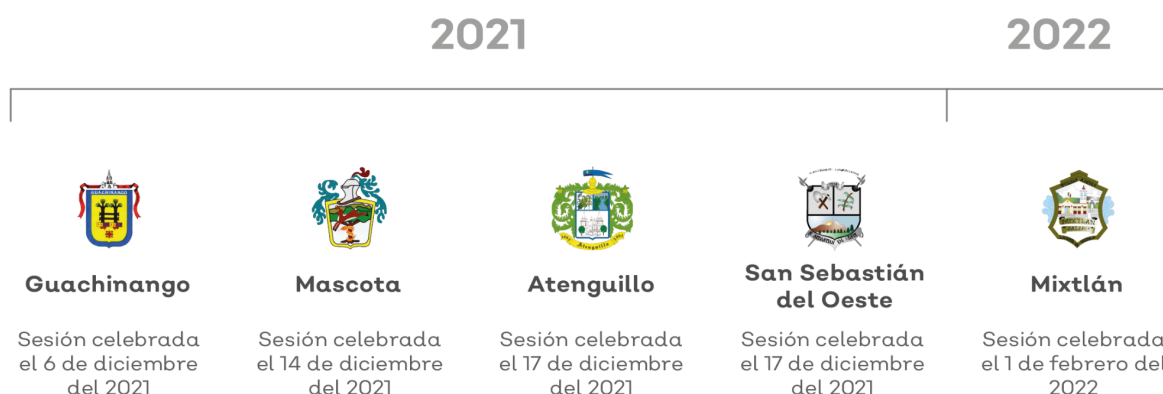 2021
2022
GUACHINANGO
Atenguillo
Guachinango
Mascota
Atenguillo
San Sebastián
del Oeste
Mixtlán
Sesión celebrada
el 6 de diciembre
del 2021
Sesión celebrada
el 14 de diciembre
del 2021
Sesión celebrada
el 17 de diciembre
del 2021
Sesión celebrada
el 17 de diciembre
del 2021
Sesión celebrada
el 1 de febrero del
2022